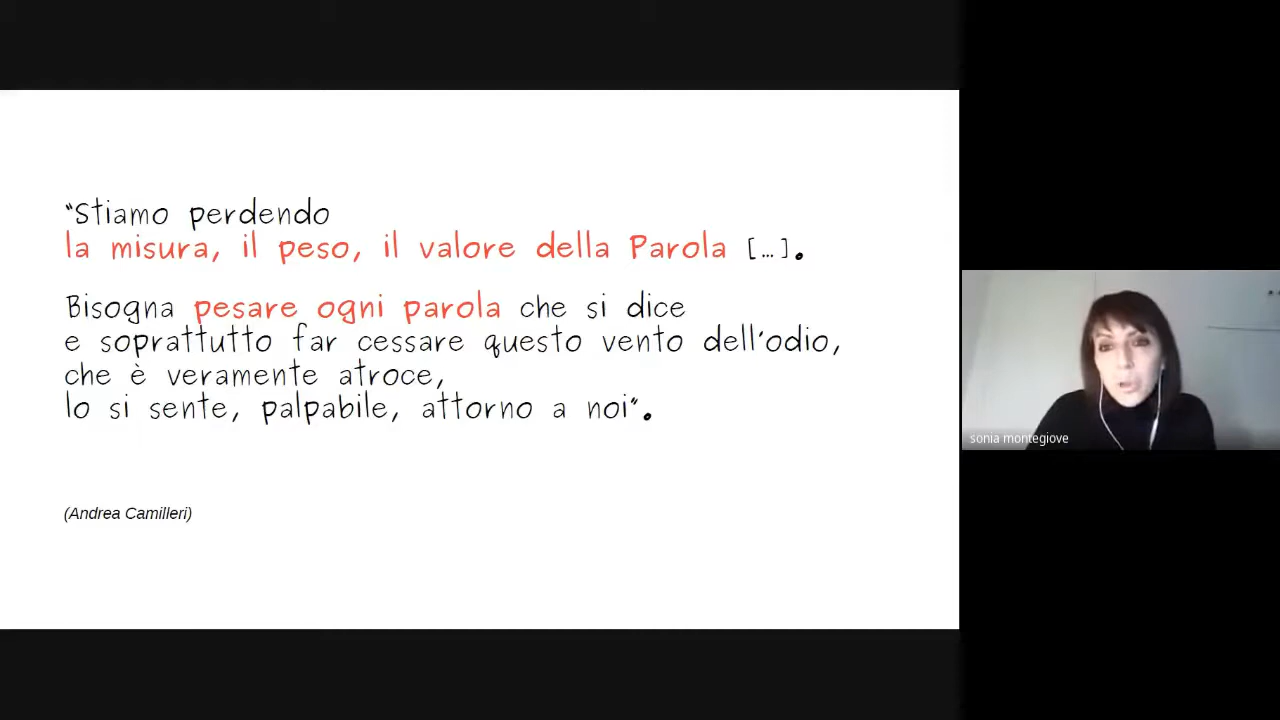 “Stiamo perdendo
la misura, il peso, il valore della Parola [...].
Bisogna pesare ogni parola che si dice
e soprattutto far cessare questo vento dell'odio,
che è veramente atroce,
lo si sente, palpabile, attorno a noi”.
(Andrea Camilleri)
sonia montegiove